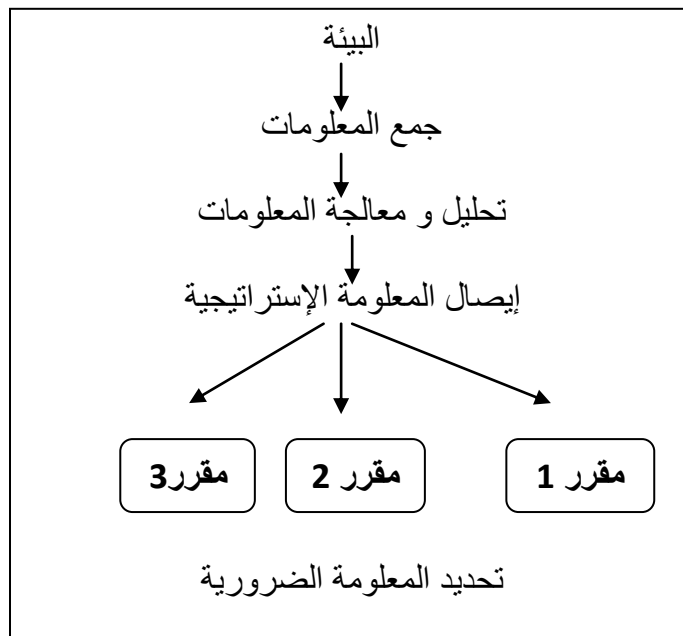 البيئة
جمع المعلومات
تحليل و معالجة المعلومات
إيصال المعلومة الإستراتيجية
مقرر 1
مقرر 2
مقرر3
تحديد المعلومة الضرورية